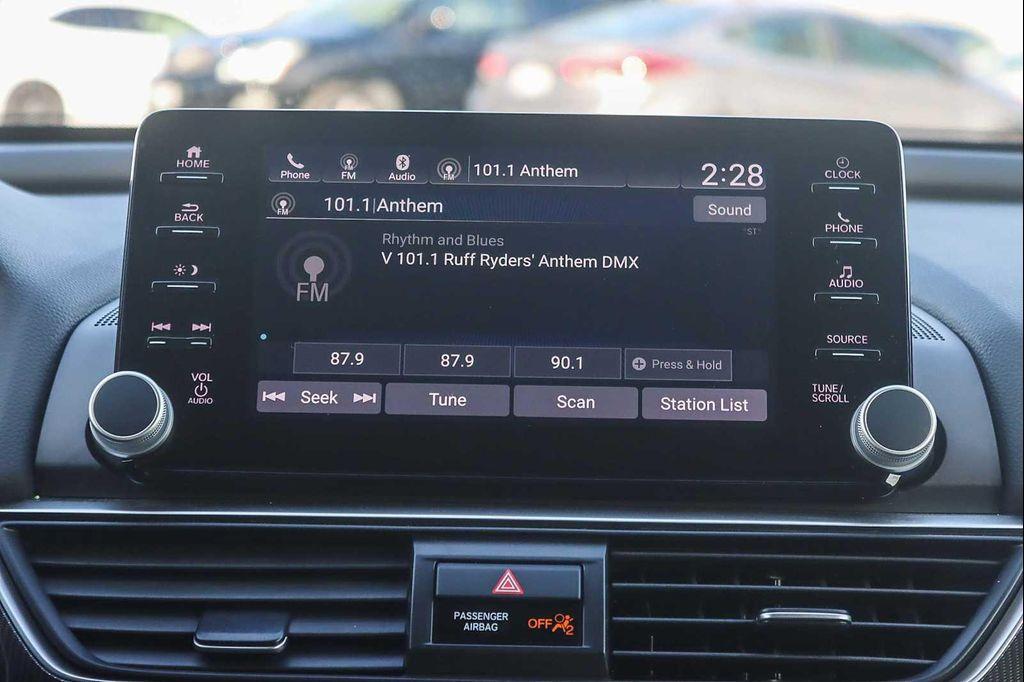 HOME
BACK
VOL
AUDIO
Phone
FM
Audio
FM
101.1 Anthem
2:28
FM
101.1 Anthem
Sound
"ST"
Rhythm and Blues
V 101.1 Ruff Ryders' Anthem DMX
FM
87.9
87.9
90.1
Press & Hold
Seek
Tune
Scan
Station List
CLOCK
PHONE
AUDIO
SOURCE
TUNE/
SCROLL
PASSENGER
AIRBAG
OFF
2